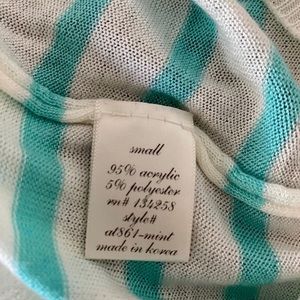 small
95% acrylic
5% polyester
rn# 134258
style#
at861-mint
made in korea